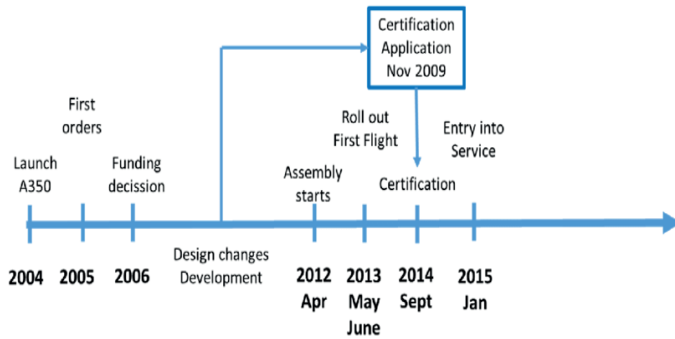 Certification
Application
Nov 2009
First
orders
Roll out
First Flight
Entry into
Service
Launch
A350
Funding
decission
Assembly
starts
Certification
Design changes
Development
2004
2005
2006
2012
Apr
2013
May
June
2014
Sept
2015
Jan